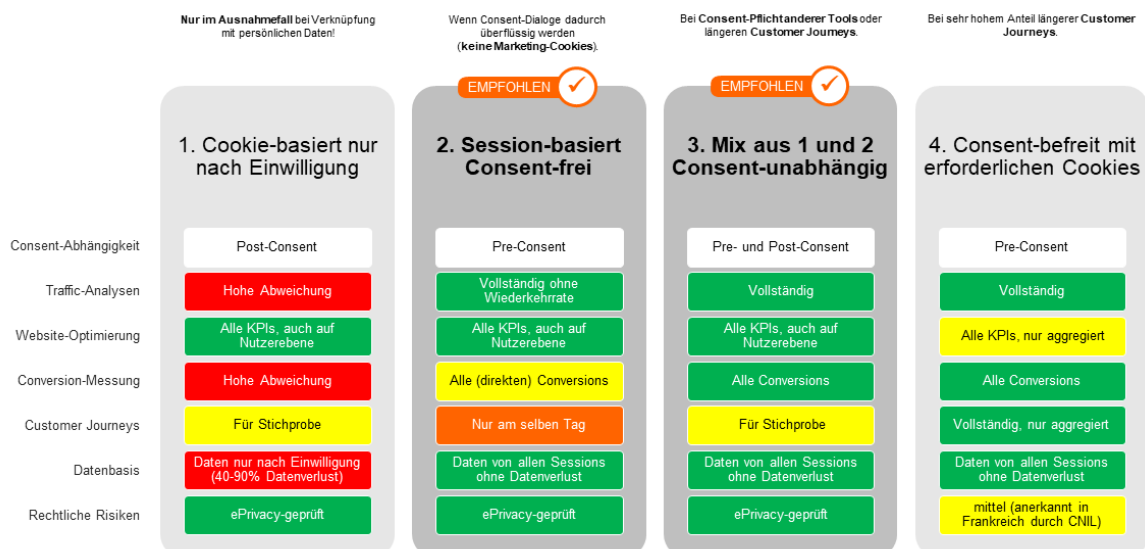 Nur im Ausnahmefall bei Verknüpfung
mit persönlichen Daten!
Wenn Consent-Dialoge dadurch
überflüssig werden
(keine Marketing-Cookies).
Bei Consent-Pflicht anderer Tools oder
längeren Customer Journeys.
Bei sehr hohem Anteil längerer Customer
Journeys.
EMPFOHLEN
EMPFOHLEN
1. Cookie-basiert nur
nach Einwilligung
2. Session-basiert
Consent-frei
3. Mix aus 1 und 2
Consent-unabhängig
4. Consent-befreit mit
erforderlichen Cookies
Consent-Abhängigkeit
Post-Consent
Pre-Consent
Pre- und Post-Consent
Pre-Consent
Traffic-Analysen
Hohe Abweichung
Vollständig ohne
Wiederkehrrate
Vollständig
Vollständig
Website-Optimierung
Alle KPIs, auch auf
Nutzerebene
Alle KPIs, auch auf
Nutzerebene
Alle KPIs, auch auf
Nutzerebene
Alle KPIs, nur aggregiert
Conversion-Messung
Hohe Abweichung
Alle (direkten) Conversions
Alle Conversions
Alle Conversions
Customer Journeys
Für Stichprobe
Nur am selben Tag
Für Stichprobe
Vollständig, nur aggregiert
Datenbasis
Daten nur nach Einwilligung
(40-90% Datenverlust)
Daten von allen Sessions
ohne Datenverlust
Daten von allen Sessions
ohne Datenverlust
Daten von allen Sessions
ohne Datenverlust
Rechtliche Risiken
ePrivacy-geprüft
ePrivacy-geprüft
ePrivacy-geprüft
mittel (anerkannt in
Frankreich durch CNIL)